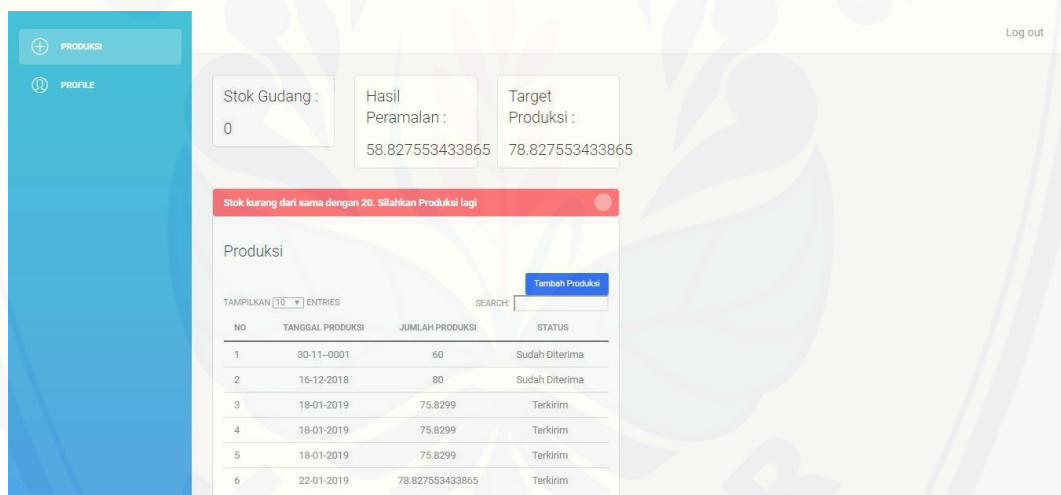 Log out
PRODUKSI
PROFILE
Stok Gudang :
0
Hasil
Peramalan :
58.827553433865
Target
Produksi :
78.827553433865
Stok kurang dari sama dengan 20. Silahkan Produksi lagi
Produksi
Tambah Produksi
TAMPILKAN 10 ENTRIES
SEARCH:
NO TANGGAL PRODUKSI JUMLAH PRODUKSI STATUS
1 30-11--0001 60 Sudah Diterima
2 16-12-2018 80 Sudah Diterima
3 18-01-2019 75.8299 Terkirim
4 18-01-2019 75.8299 Terkirim
5 18-01-2019 75.8299 Terkirim
6 22-01-2019 78.827553433865 Terkirim